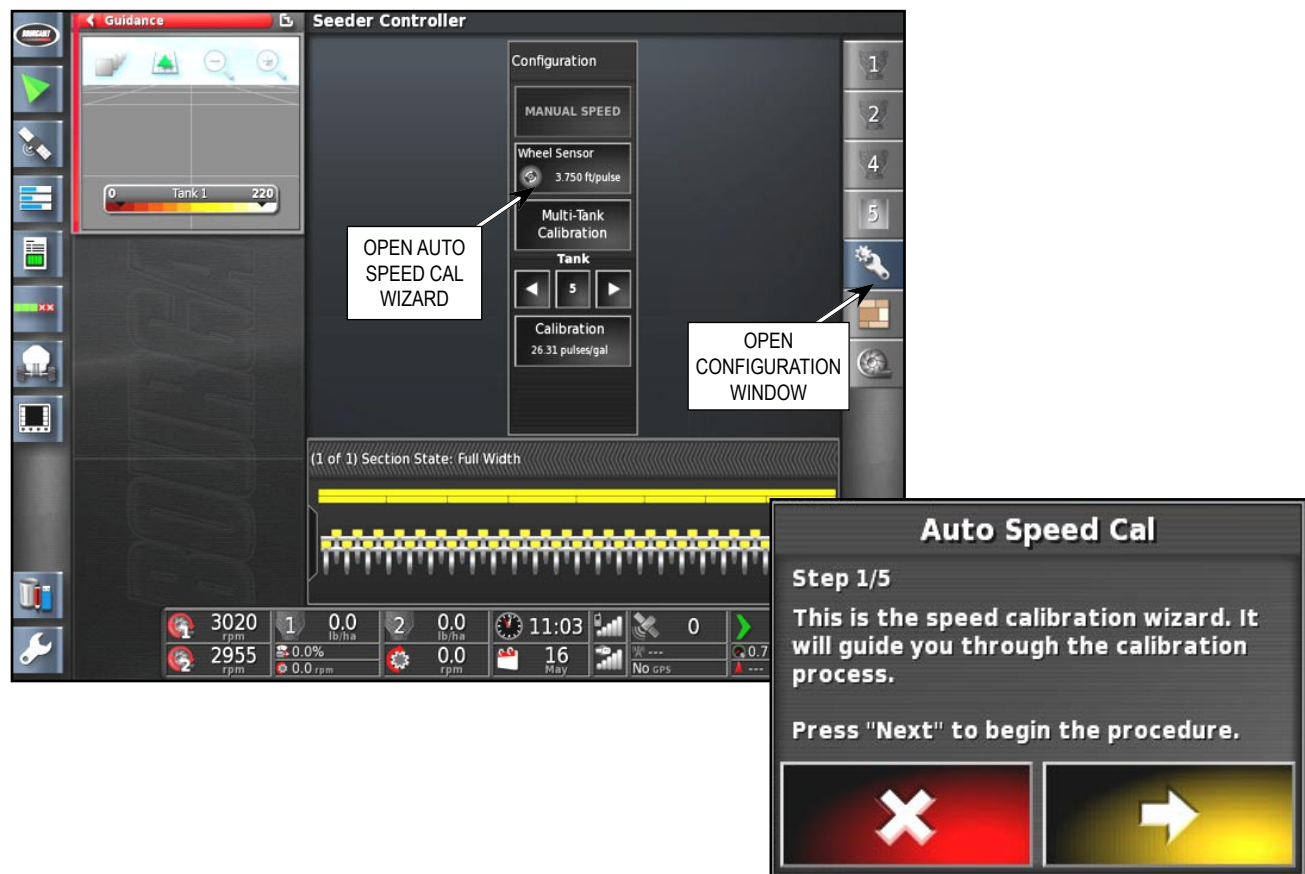 BOURGAULT
Guidance
Seeder Controller
0 Tank 1 220
Configuration
MANUAL SPEED
Wheel Sensor
3.750 ft/pulse
Multi-Tank
Calibration
Tank
5
Calibration
26.31 pulses/gal
OPEN AUTO
SPEED CAL
WIZARD
OPEN
CONFIGURATION
WINDOW
1
2
4
5
(1 of 1) Section State: Full Width
1 3020
rpm
2 2955
rpm
1 0.0
lb/ha
0.0%
0.0 rpm
2 0.0
lb/ha
0.0
rpm
11:03
16
May
0
---
No GPS
0.7
---
Auto Speed Cal
Step 1/5
This is the speed calibration wizard. It
will guide you through the calibration
process.
Press "Next" to begin the procedure.